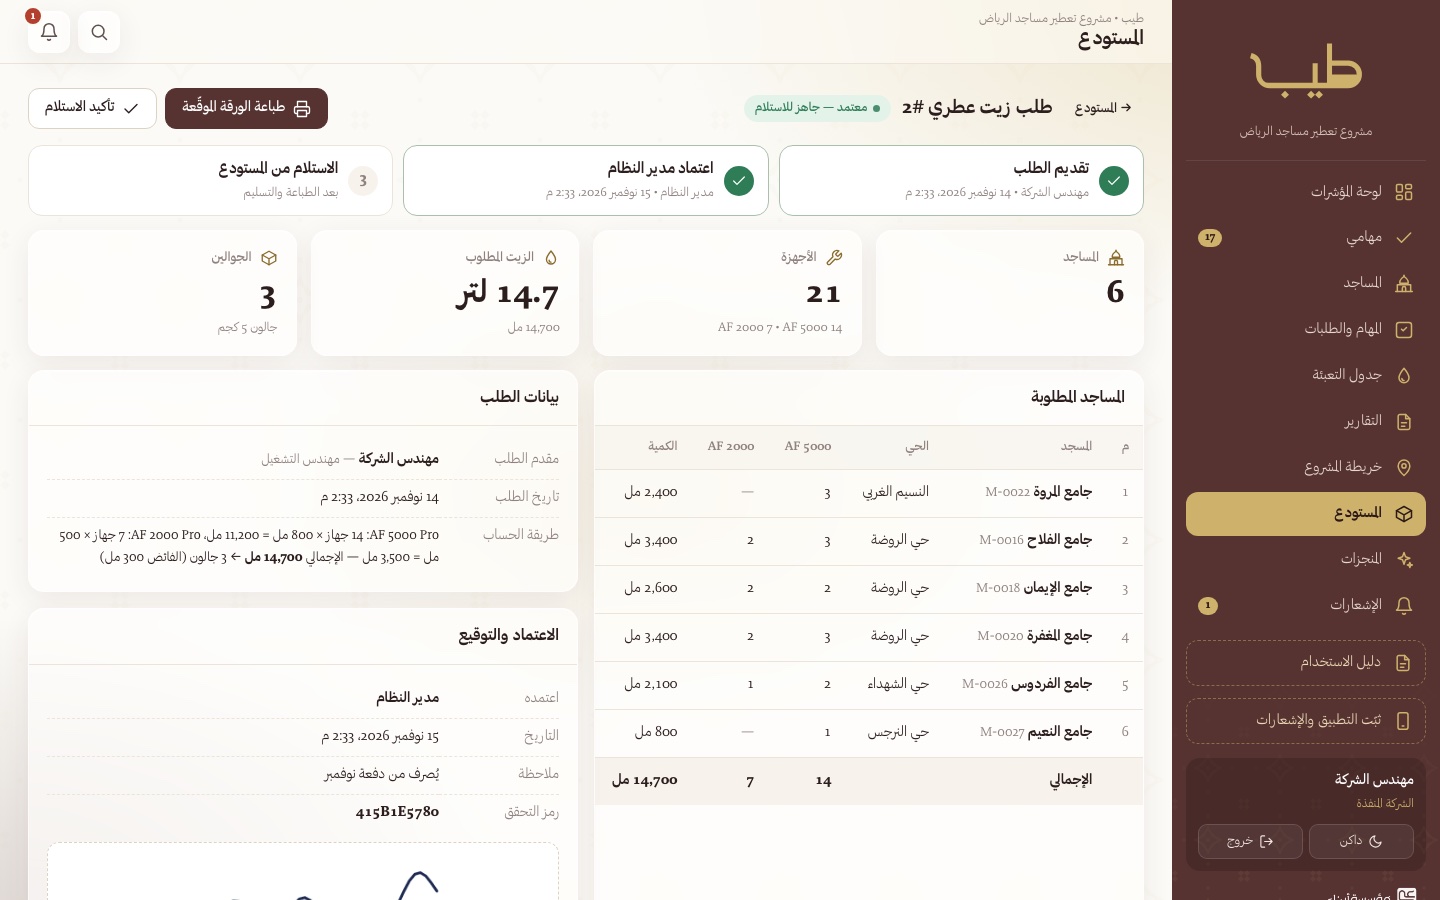 طيب
مشروع تعطير مساجد الرياض
لوحة المؤشرات
مهامي
17
المساجد
المهام والطلبات
جدول التعبئة
التقارير
خريطة المشروع
المستودع
المنجزات
الإشعارات
1
دليل الاستخدام
ثبّت التطبيق والإشعارات
مهندس الشركة
الشركة المنفذة
داكن
خروج
طيب • مشروع تعطير مساجد الرياض
المستودع
1
→ المستودع
طلب زيت عطري #2
معتمد — جاهز للاستلام
طباعة الورقة الموقّعة
تأكيد الاستلام
تقديم الطلب
مهندس الشركة • 14 نوفمبر 2026، 2:33 م
اعتماد مدير النظام
مدير النظام • 15 نوفمبر 2026، 2:33 م
3
الاستلام من المستودع
بعد الطباعة والتسليم
المساجد
6
الأجهزة
21
14 AF 5000 • 7 AF 2000
الزيت المطلوب
14.7 لتر
14,700 مل
الجوالين
3
جالون 5 كجم
المساجد المطلوبة
م المسجد الحي AF 5000 AF 2000 الكمية
1 جامع المروة M-0022 النسيم الغربي 3 — 2,400 مل
2 جامع الفلاح M-0016 حي الروضة 3 2 3,400 مل
3 جامع الإيمان M-0018 حي الروضة 2 2 2,600 مل
4 جامع المغفرة M-0020 حي الروضة 3 2 3,400 مل
5 جامع الفردوس M-0026 حي الشهداء 2 1 2,100 مل
6 جامع النعيم M-0027 حي النرجس 1 — 800 مل
الإجمالي 14 7 14,700 مل
بيانات الطلب
مقدم الطلب مهندس الشركة — مهندس التشغيل
تاريخ الطلب 14 نوفمبر 2026، 2:33 م
طريقة الحساب AF 5000 Pro: 14 جهاز × 800 مل = 11,200 مل، AF 2000 Pro: 7 جهاز × 500
مل = 3,500 مل — الإجمالي 14,700 مل ← 3 جالون (الفائض 300 مل)
الاعتماد والتوقيع
اعتمده مدير النظام
التاريخ 15 نوفمبر 2026، 2:33 م
ملاحظة يُصرف من دفعة نوفمبر
رمز التحقق 415B1E5780